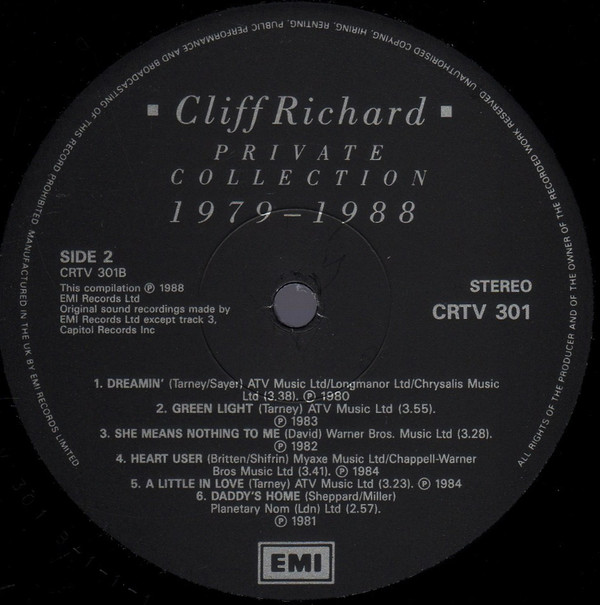 ▪ Cliff Richard ▪
PRIVATE
COLLECTION
1979–1988
SIDE 2
CRTV 301B
This compilation ℗ 1988
EMI Records Ltd
Original sound recordings made by
EMI Records Ltd except track 3,
Capitol Records Inc
STEREO
CRTV 301
1. DREAMIN' (Tarney/Sayer) ATV Music Ltd/Longmanor Ltd/Chrysalis Music
Ltd (3.38). ℗ 1980
2. GREEN LIGHT (Tarney) ATV Music Ltd (3.55).
℗ 1983
3. SHE MEANS NOTHING TO ME (David) Warner Bros. Music Ltd (3.28).
℗ 1982
4. HEART USER (Britten/Shifrin) Myaxe Music Ltd/Chappell-Warner
Bros Music Ltd (3.41). ℗ 1984
5. A LITTLE IN LOVE (Tarney) ATV Music Ltd (3.23). ℗ 1984
6. DADDY'S HOME (Sheppard/Miller)
Planetary Nom (Ldn) Ltd (2.57).
℗ 1981
EMI
ALL RIGHTS OF THE PRODUCER AND OF THE OWNER OF THE RECORDED WORK RESERVED. UNAUTHORISED COPYING, HIRING, RENTING, PUBLIC PERFORMANCE AND BROADCASTING OF THIS RECORD PROHIBITED. MANUFACTURED IN THE UK BY EMI RECORDS LIMITED